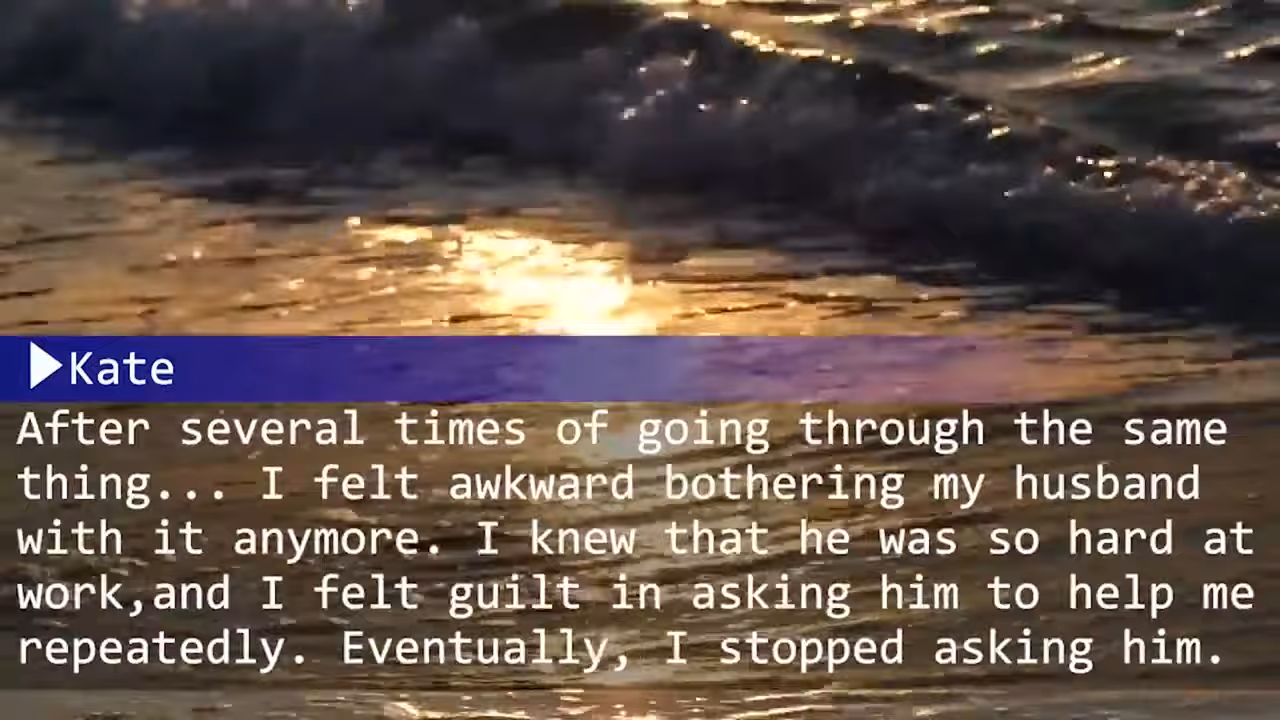 ▶Kate
After several times of going through the same
thing... I felt awkward bothering my husband
with it anymore. I knew that he was so hard at
work,and I felt guilt in asking him to help me
repeatedly. Eventually, I stopped asking him.